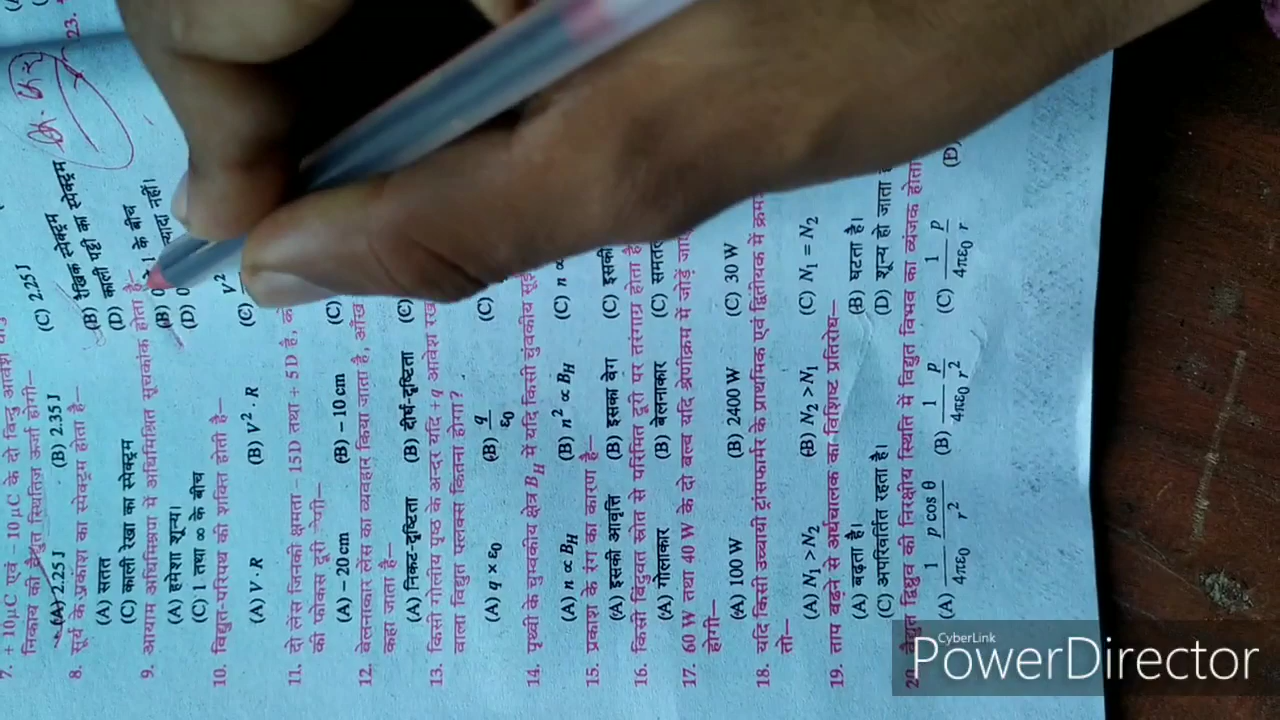 7. + 10μC एवं – 10 μC के दो बिन्दु आवेश
निकाय की वैद्युत स्थितिज ऊर्जा होगी—
(A) 2.25 J (B) 2.35 J (C) 2.25 J
8. सूर्य के प्रकाश का स्पेक्ट्रम होता है—
(A) सतत (B) रैखिक स्पेक्ट्रम
(C) काली रेखा का स्पेक्ट्रम (D) काली पट्टी का स्पेक्ट्रम
9. आयाम अधिमिश्रण में अधिमिश्रित सूचकांक होता है—
(A) हमेशा शून्य। (B) 1 के बीच
(C) 1 तथा ∞ के बीच (D) ज्यादा नहीं।
10. विद्युत-परिपथ की शक्ति होती है—
(A) V · R (B) V² · R (C) V²
11. दो लेंस जिनकी क्षमता – 15D तथा + 5 D है,
की फोकस दूरी होगी—
(A) – 20 cm (B) – 10 cm (C)
12. बेलनाकार लेंस का व्यवहार किया जाता है, आँख
कहा जाता है—
(A) निकट-दृष्टिता (B) दीर्घ-दृष्टिता (C)
13. किसी गोलीय पृष्ठ के अन्दर यदि +q आवेश रख
वाला विद्युत फ्लक्स कितना होगा?
(A) q × ε₀ (B) q/ε₀ (C)
14. पृथ्वी के चुम्बकीय क्षेत्र B_H में यदि किसी चुंबकीय सूई
(A) n ∝ B_H (B) n² ∝ B_H (C) n ∝
15. प्रकाश के रंग का कारण है—
(A) इसकी आवृत्ति (B) इसका वेग (C) इसकी
16. किसी बिंदुवत स्रोत से परिमित दूरी पर तरंगाग्र होता है
(A) गोलाकार (B) बेलनाकार (C) समतल
17. 60 W तथा 40 W के दो बल्ब यदि श्रेणीक्रम में जोड़ें जाए
होगी—
(A) 100 W (B) 2400 W (C) 30 W
18. यदि किसी उच्चायी ट्रांसफार्मर के प्राथमिक एवं द्वितीयक में क्रम
तो—
(A) N₁ > N₂ (B) N₂ > N₁ (C) N₁ = N₂
19. ताप बढ़ने से अर्धचालक का विशिष्ट प्रतिरोध—
(A) बढ़ता है। (B) घटता है।
(C) अपरिवर्तित रहता है। (D) शून्य हो जाता
20. वैद्युत द्विध्रुव की निरक्षीय स्थिति में विद्युत विभव का व्यंजक होता
(A) 1/4πε₀ p cos θ/r² (B) 1/4πε₀ p/r² (C) 1/4πε₀ p/r (D)
23.
CyberLink
PowerDirector